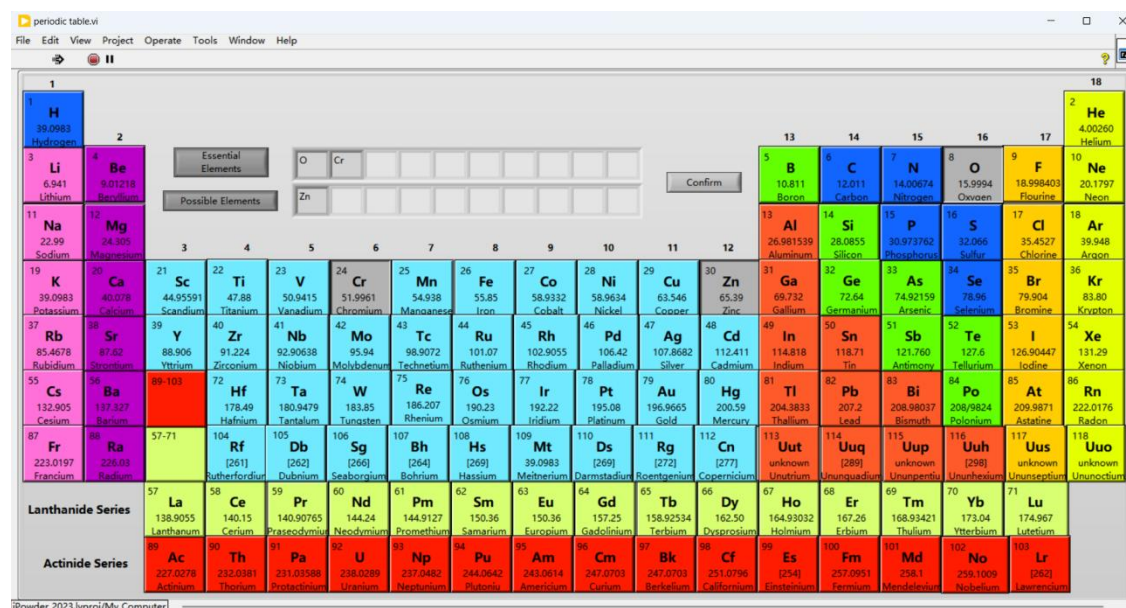 periodic table.vi
File Edit View Project Operate Tools Window Help
1 18
1 2
H He
39.0983 2 13 14 15 16 17 4.00260
Hydrogen Helium
3 4 Essential Elements O Cr 5 6 7 8 9 10
Li Be B C N O F Ne
6.941 9.01218 Confirm 10.811 12.011 14.00674 15.9994 18.998403 20.1797
Lithium Beryllium Possible Elements Zn Boron Carbon Nitrogen Oxygen Flourine Neon
11 12 13 14 15 16 17 18
Na Mg Al Si P S Cl Ar
22.99 24.305 3 4 5 6 7 8 9 10 11 12 26.981539 28.0855 30.973762 32.066 35.4527 39.948
Sodium Magnesium Aluminum Silicon Phosphorus Sulfur Chlorine Argon
19 20 21 22 23 24 25 26 27 28 29 30 31 32 33 34 35 36
K Ca Sc Ti V Cr Mn Fe Co Ni Cu Zn Ga Ge As Se Br Kr
39.0983 40.078 44.95591 47.88 50.9415 51.9961 54.938 55.85 58.9332 58.9634 63.546 65.39 69.732 72.64 74.92159 78.96 79.904 83.80
Potassium Calcium Scandium Titanium Vanadium Chromium Manganese Iron Cobalt Nickel Copper Zinc Gallium Germanium Arsenic Selenium Bromine Krypton
37 38 39 40 41 42 43 44 45 46 47 48 49 50 51 52 53 54
Rb Sr Y Zr Nb Mo Tc Ru Rh Pd Ag Cd In Sn Sb Te I Xe
85.4678 87.62 88.906 91.224 92.90638 95.94 98.9072 101.07 102.9055 106.42 107.8682 112.411 114.818 118.71 121.760 127.6 126.90447 131.29
Rubidium Strontium Yttrium Zirconium Niobium Molybdenum Technetium Ruthenium Rhodium Palladium Silver Cadmium Indium Tin Antimony Tellurium Iodine Xenon
55 56 89-103 72 73 74 75 76 77 78 79 80 81 82 83 84 85 86
Cs Ba Hf Ta W Re Os Ir Pt Au Hg Tl Pb Bi Po At Rn
132.905 137.327 178.49 180.9479 183.85 186.207 190.23 192.22 195.08 196.9665 200.59 204.3833 207.2 208.98037 208/9824 209.9871 222.0176
Cesium Barium Hafnium Tantalum Tungsten Rhenium Osmium Iridium Platinum Gold Mercury Thallium Lead Bismuth Polonium Astatine Radon
87 88 57-71 104 105 106 107 108 109 110 111 112 113 114 115 116 117 118
Fr Ra Rf Db Sg Bh Hs Mt Ds Rg Cn Uut Uuq Uup Uuh Uus Uuo
223.0197 226.03 [261] [262] [266] [264] [269] 39.0983 [269] [272] [277] unknown [289] unknown [298] unknown unknown
Francium Radium Rutherfordiur Dubnium Seaborgium Bohrium Hassium Meitnerium Darmstadiun Roentgenium Copernicium Ununtrium Ununquadium Ununpentiu Ununhexium Ununseptium Ununoctium
57 58 59 60 61 62 63 64 65 66 67 68 69 70 71
Lanthanide Series La Ce Pr Nd Pm Sm Eu Gd Tb Dy Ho Er Tm Yb Lu
138.9055 140.15 140.90765 144.24 144.9127 150.36 150.36 157.25 158.92534 162.50 164.93032 167.26 168.93421 173.04 174.967
Lanthanum Cerium Praseodymiu Neodymium Promethium Samarium Europium Gadolinium Terbium Dysprosium Holmium Erbium Thulium Ytterbium Lutetium
89 90 91 92 93 94 95 96 97 98 99 100 101 102 103
Actinide Series Ac Th Pa U Np Pu Am Cm Bk Cf Es Fm Md No Lr
227.0278 232.0381 231.03588 238.0289 237.0482 244.0642 243.0614 247.0703 247.0703 251.0796 [254] 257.0951 258.1 259.1009 [262]
Actinium Thorium Protactinium Uranium Neptunium Plutoniu Americium Curium Berkelium Californium Einsteinium Fermium Mendelevium Nobelium Lawrencium
iPowder 2023.lvproj/My Computer